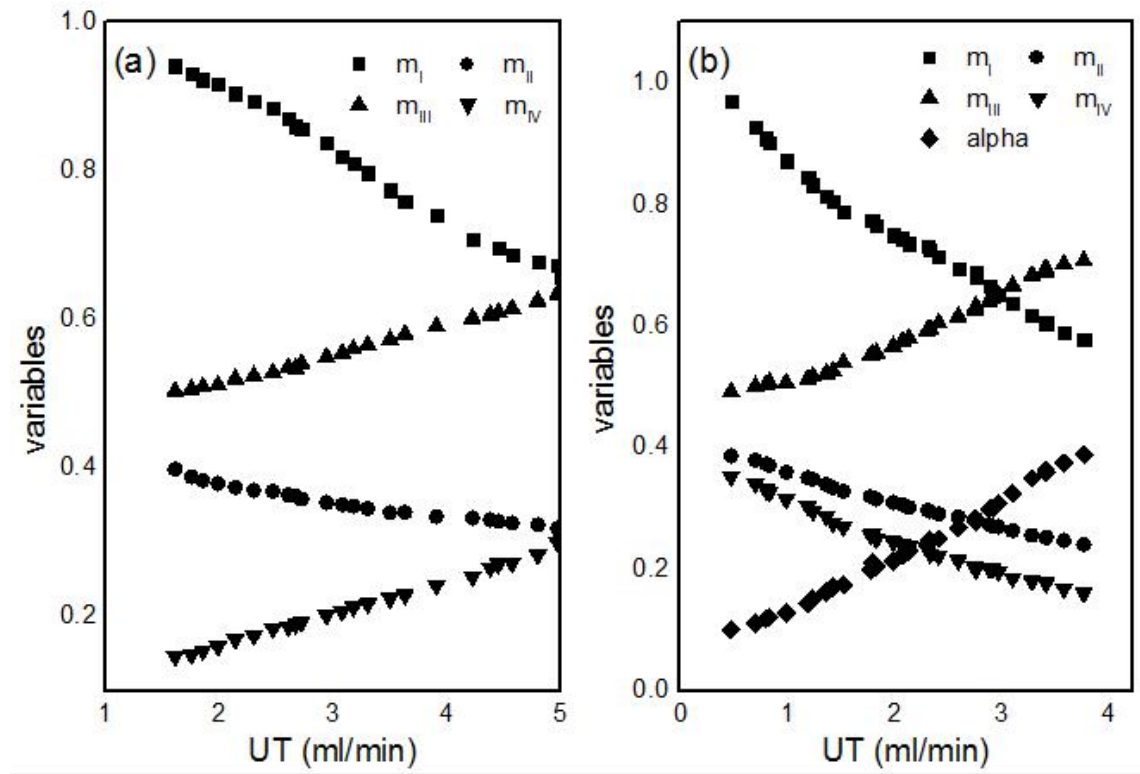 (a)
m_I
m_II
m_III
m_IV
1.0
0.8
0.6
0.4
0.2
variables
1 2 3 4 5
UT (ml/min)
(b)
m_I
m_II
m_III
m_IV
alpha
1.0
0.8
0.6
0.4
0.2
0.0
variables
0 1 2 3 4
UT (ml/min)